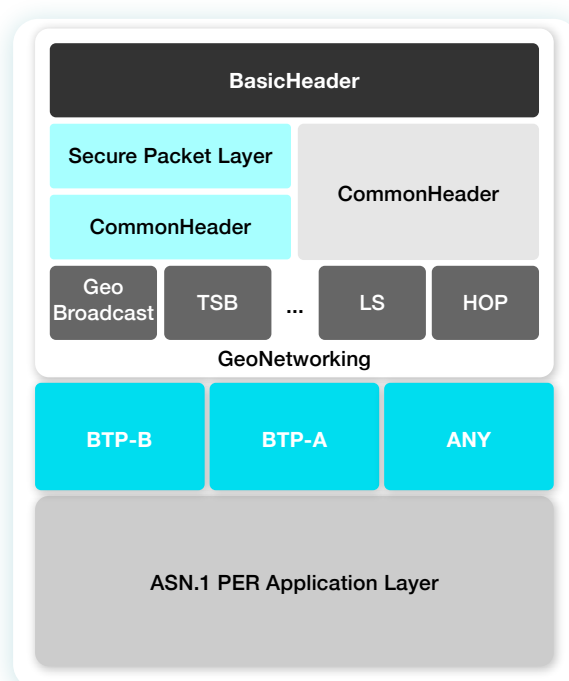 BasicHeader
Secure Packet Layer
CommonHeader
CommonHeader
Geo
Broadcast
TSB
...
LS
HOP
GeoNetworking
BTP-B
BTP-A
ANY
ASN.1 PER Application Layer